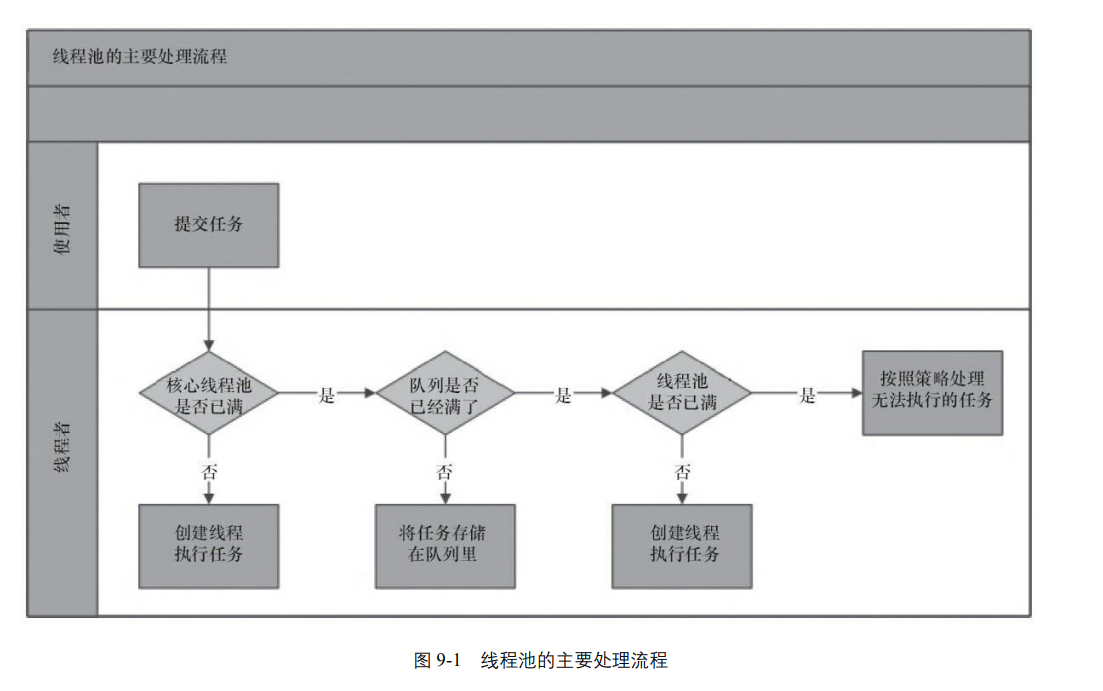 线程池的主要处理流程
使用者
提交任务
线程者
核心线程池
是否已满
是
队列是否
已经满了
是
线程池
是否已满
是
按照策略处理
无法执行的任务
否
否
否
创建线程
执行任务
将任务存储
在队列里
创建线程
执行任务
图 9-1 线程池的主要处理流程